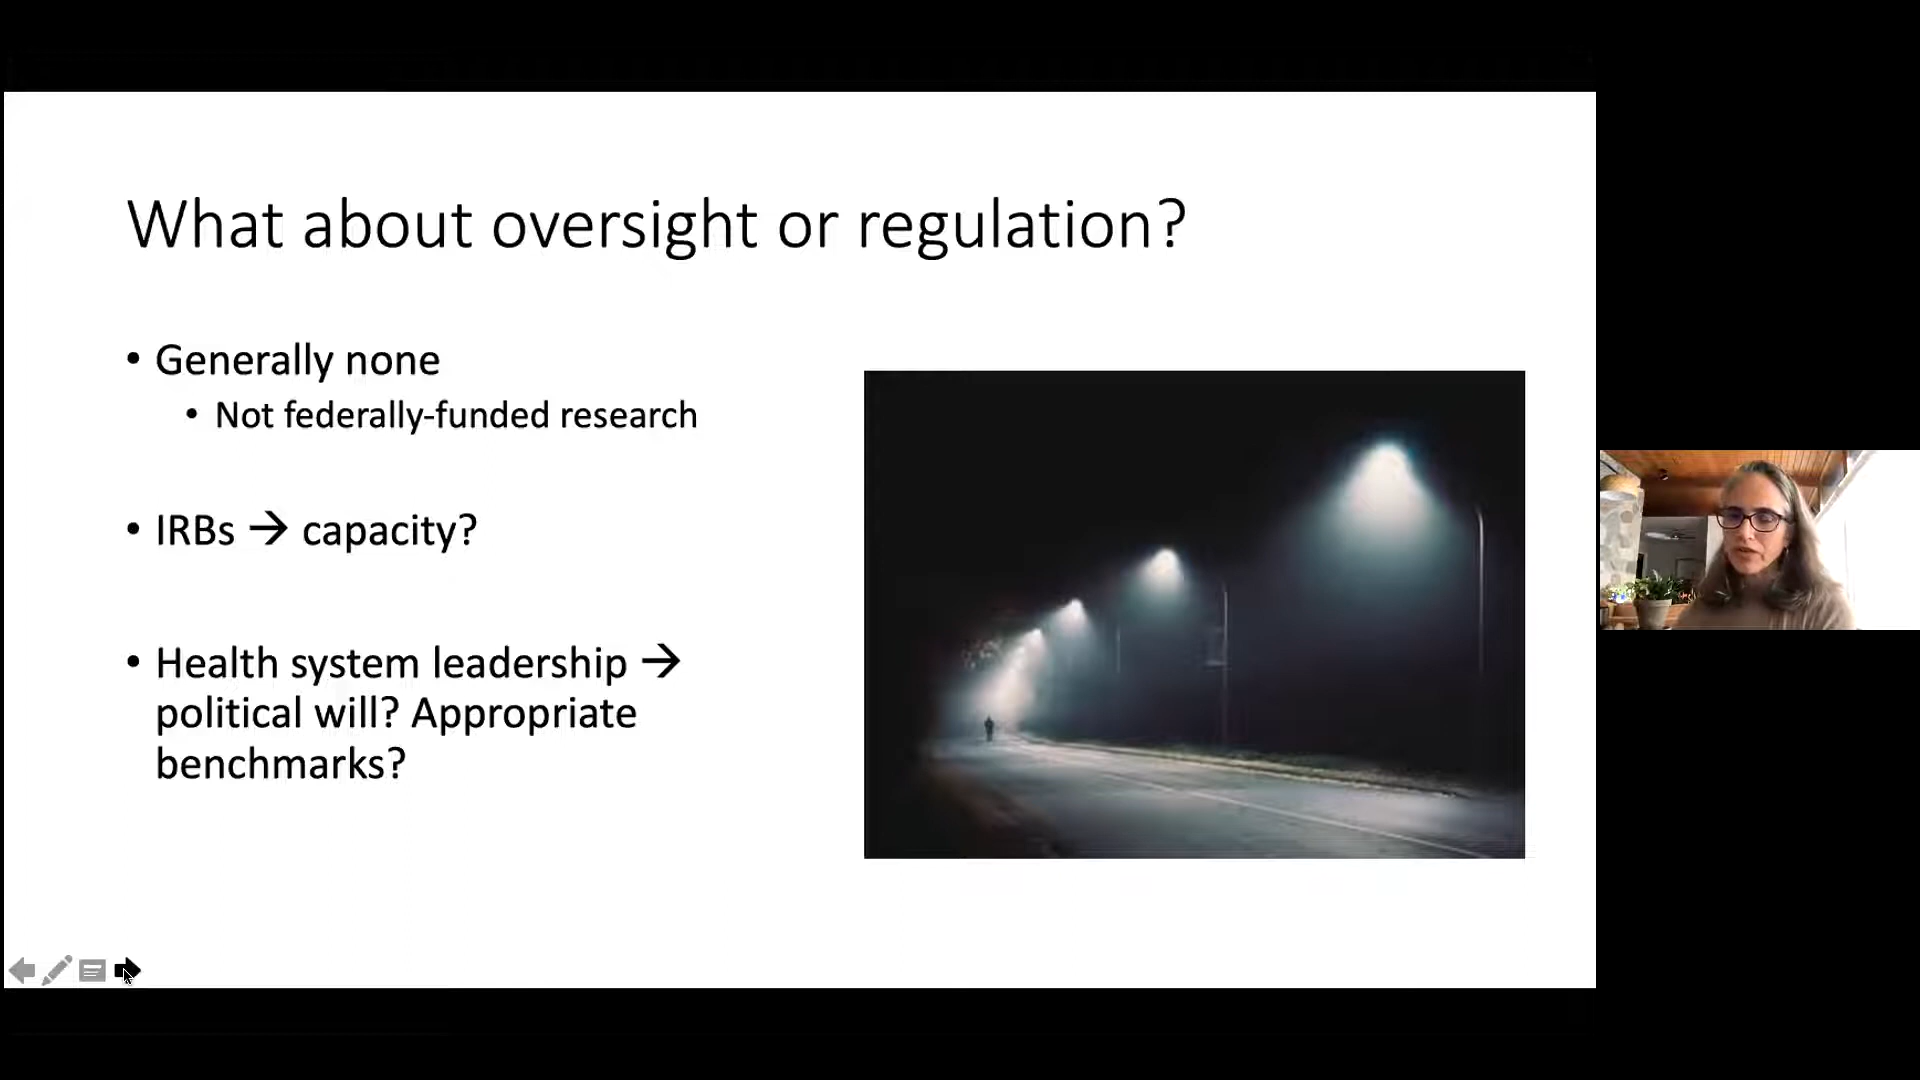 What about oversight or regulation?
• Generally none
• Not federally-funded research
• IRBs → capacity?
• Health system leadership →
political will? Appropriate
benchmarks?